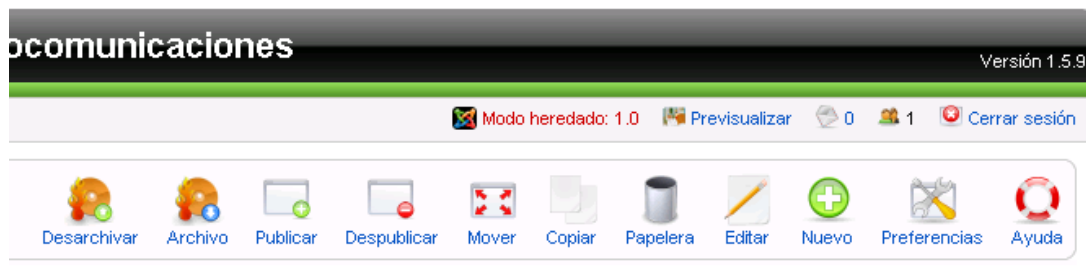 ocomunicaciones
Versión 1.5.9
Modo heredado: 1.0 Previsualizar 0 1 Cerrar sesión
Desarchivar Archivo Publicar Despublicar Mover Copiar Papelera Editar Nuevo Preferencias Ayuda